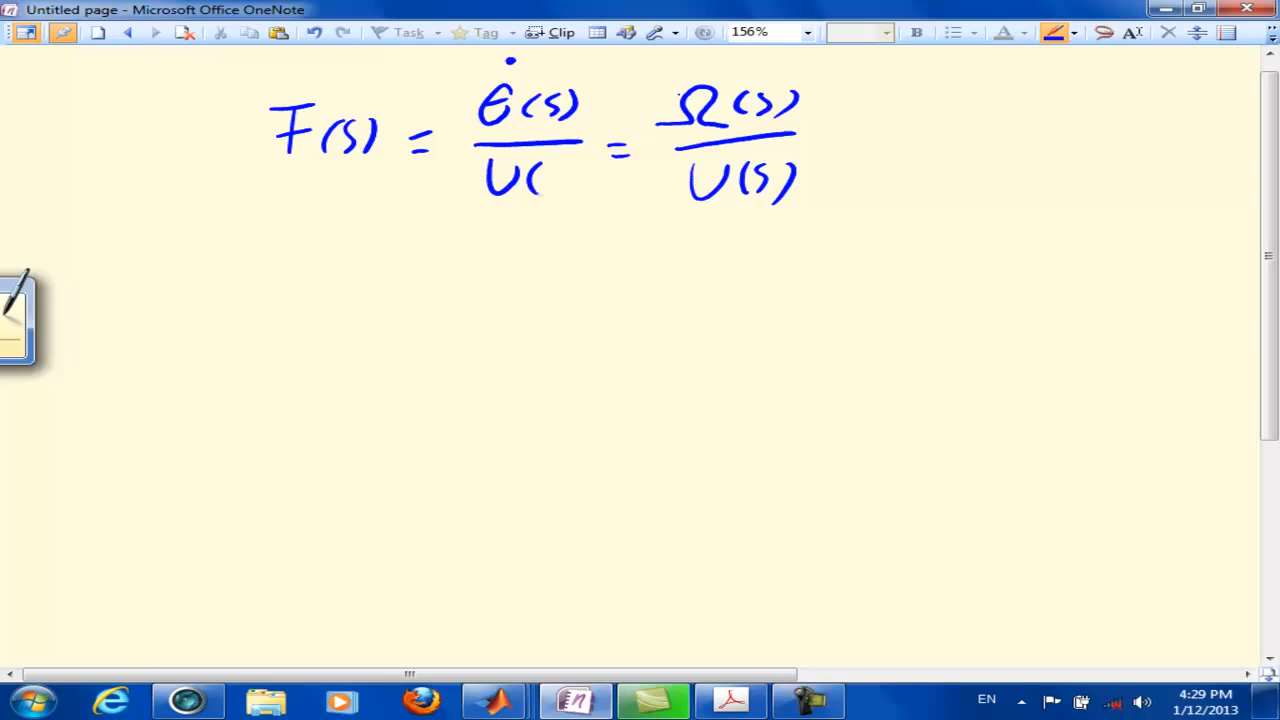 Untitled page - Microsoft Office OneNote
Task Tag Clip 156% B A A
F(s) = θ̇(s) / U( = Ω(s) / U(s)
EN 4:29 PM
1/12/2013